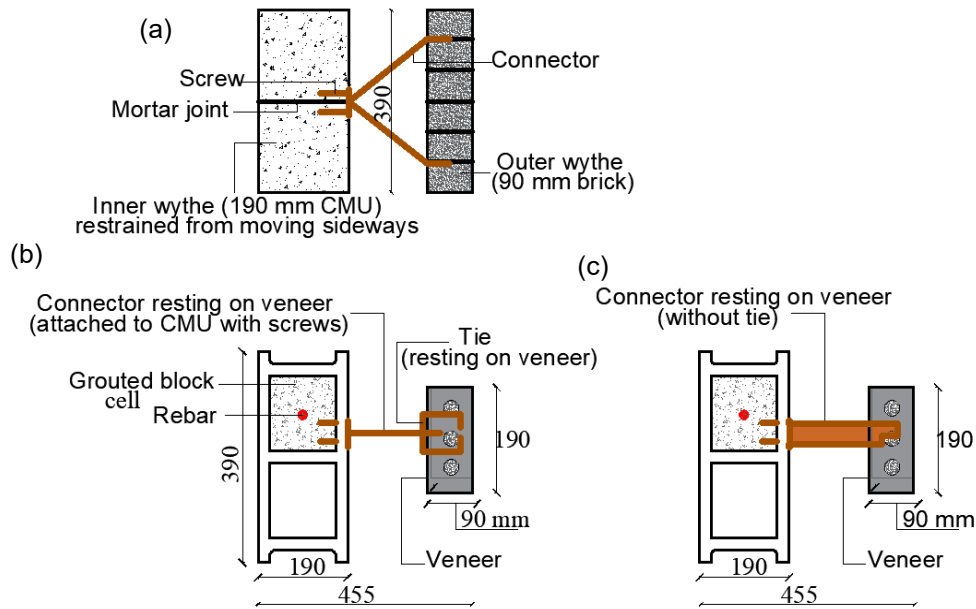 (a)
Connector
Screw
390
Mortar joint
Outer wythe
(90 mm brick)
Inner wythe (190 mm CMU)
restrained from moving sideways
(b)
Connector resting on veneer
(attached to CMU with screws)
Tie
(resting on veneer)
Grouted block
cell
Rebar
390
190
90 mm
Veneer
190
455
(c)
Connector resting on veneer
(without tie)
190
90 mm
Veneer
190
455